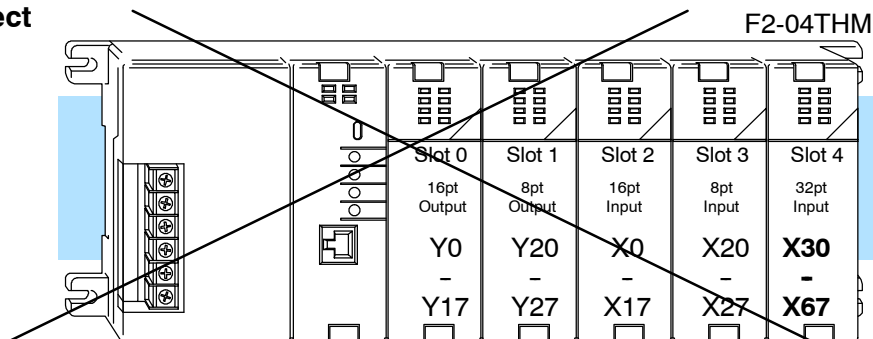 ect
F2-04THM
Slot 0 Slot 1 Slot 2 Slot 3 Slot 4
16pt 8pt 16pt 8pt 32pt
Output Output Input Input Input
Y0 Y20 X0 X20 X30
- - - - -
Y17 Y27 X17 X27 X67